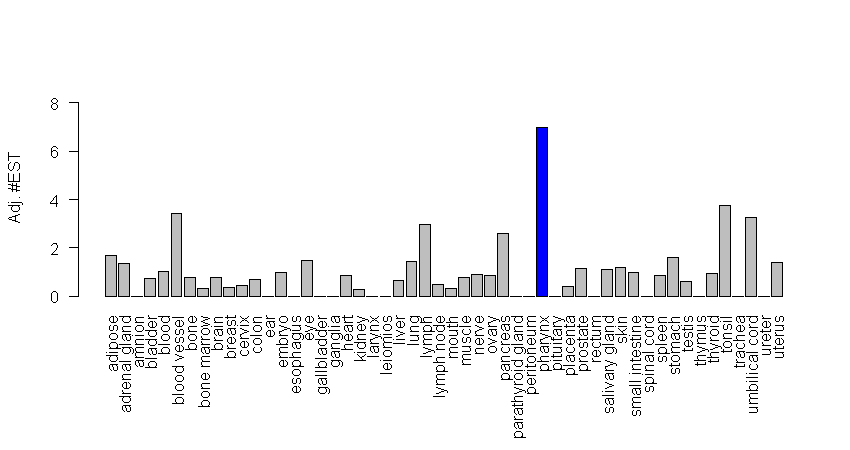 8
6
4
2
0
Adj. #EST
adipose
adrenal gland
amnion
bladder
blood
blood vessel
bone
bone marrow
brain
breast
cervix
colon
ear
embryo
esophagus
eye
gallbladder
ganglia
heart
kidney
larynx
leiomios
liver
lung
lymph
lymph node
mouth
muscle
nerve
ovary
pancreas
parathyroid gland
peritoneum
pharynx
pituitary
placenta
prostate
rectum
salivary gland
skin
small intestine
spinal cord
spleen
stomach
testis
thymus
thyroid
tonsil
trachea
umbilical cord
ureter
uterus